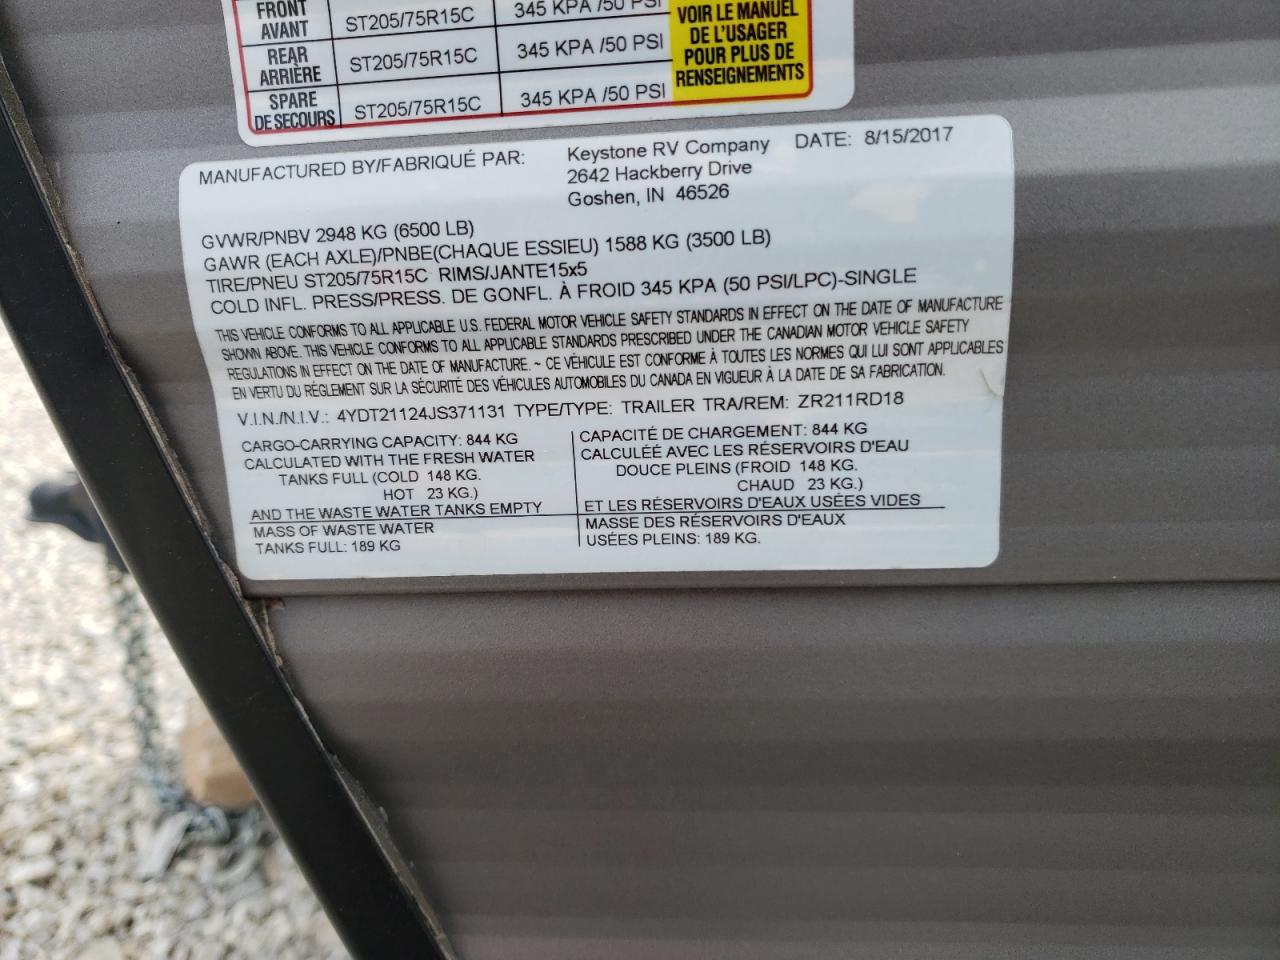 FRONT
AVANT
ST205/75R15C
345 KPA /50 PSI
REAR
ARRIÈRE
ST205/75R15C
345 KPA /50 PSI
SPARE
DE SECOURS
ST205/75R15C
345 KPA /50 PSI
VOIR LE MANUEL
DE L'USAGER
POUR PLUS DE
RENSEIGNEMENTS
MANUFACTURED BY/FABRIQUÉ PAR: Keystone RV Company DATE: 8/15/2017
2642 Hackberry Drive
Goshen, IN 46526
GVWR/PNBV 2948 KG (6500 LB)
GAWR (EACH AXLE)/PNBE(CHAQUE ESSIEU) 1588 KG (3500 LB)
TIRE/PNEU ST205/75R15C RIMS/JANTE15x5
COLD INFL. PRESS/PRESS. DE GONFL. À FROID 345 KPA (50 PSI/LPC)-SINGLE
THIS VEHICLE CONFORMS TO ALL APPLICABLE U.S. FEDERAL MOTOR VEHICLE SAFETY STANDARDS IN EFFECT ON THE DATE OF MANUFACTURE
SHOWN ABOVE. THIS VEHICLE CONFORMS TO ALL APPLICABLE STANDARDS PRESCRIBED UNDER THE CANADIAN MOTOR VEHICLE SAFETY
REGULATIONS IN EFFECT ON THE DATE OF MANUFACTURE. ~ CE VÉHICULE EST CONFORME À TOUTES LES NORMES QUI LUI SONT APPLICABLES
EN VERTU DU RÉGLEMENT SUR LA SÉCURITÉ DES VÉHICULES AUTOMOBILES DU CANADA EN VIGUEUR À LA DATE DE SA FABRICATION.
V.I.N./N.I.V.: 4YDT21124JS371131 TYPE/TYPE: TRAILER TRA/REM: ZR211RD18
CARGO-CARRYING CAPACITY: 844 KG
CALCULATED WITH THE FRESH WATER
TANKS FULL (COLD 148 KG.
HOT 23 KG.)
AND THE WASTE WATER TANKS EMPTY
MASS OF WASTE WATER
TANKS FULL: 189 KG
CAPACITÉ DE CHARGEMENT: 844 KG
CALCULÉE AVEC LES RÉSERVOIRS D'EAU
DOUCE PLEINS (FROID 148 KG.
CHAUD 23 KG.)
ET LES RÉSERVOIRS D'EAUX USÉES VIDES
MASSE DES RÉSERVOIRS D'EAUX
USÉES PLEINS: 189 KG.